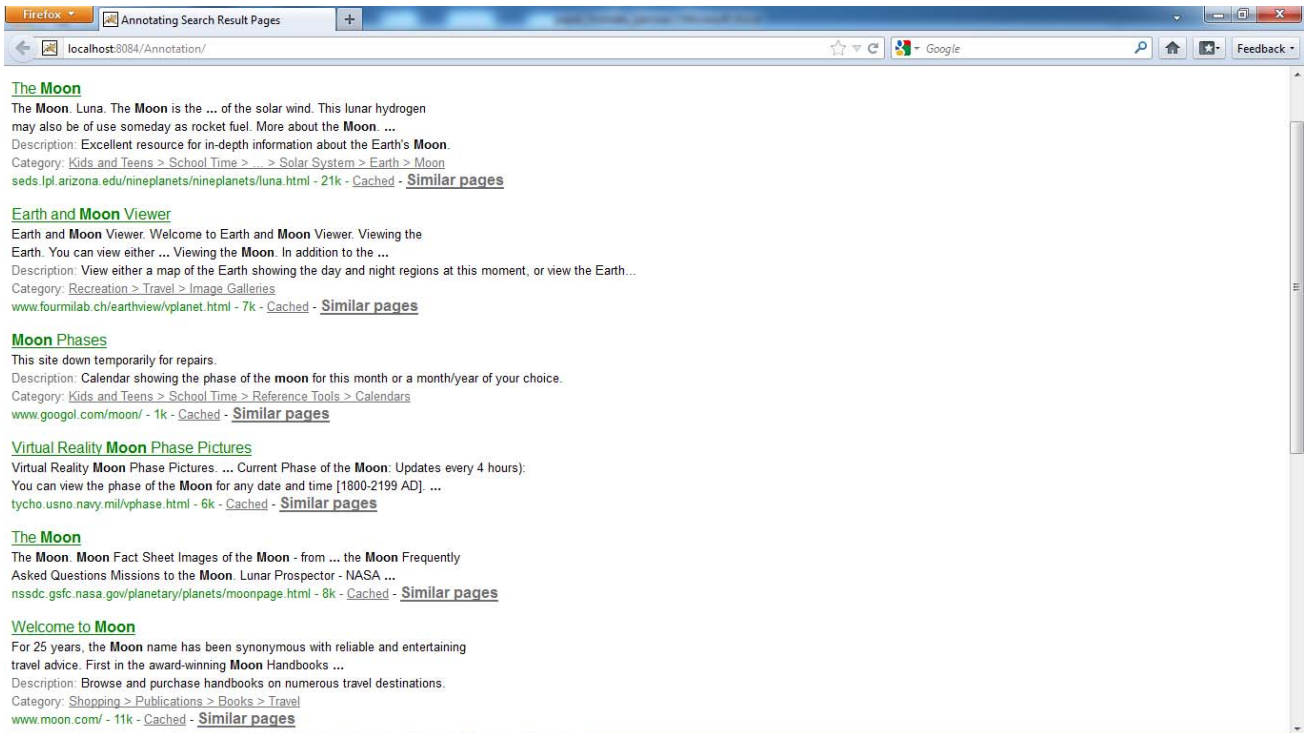 Firefox
Annotating Search Result Pages
localhost:8084/Annotation/
Google
Feedback
The Moon
The Moon. Luna. The Moon is the ... of the solar wind. This lunar hydrogen
may also be of use someday as rocket fuel. More about the Moon. ...
Description: Excellent resource for in-depth information about the Earth's Moon.
Category: Kids and Teens > School Time > ... > Solar System > Earth > Moon
seds.lpl.arizona.edu/nineplanets/nineplanets/luna.html - 21k - Cached - Similar pages
Earth and Moon Viewer
Earth and Moon Viewer. Welcome to Earth and Moon Viewer. Viewing the
Earth. You can view either ... Viewing the Moon. In addition to the ...
Description: View either a map of the Earth showing the day and night regions at this moment, or view the Earth...
Category: Recreation > Travel > Image Galleries
www.fourmilab.ch/earthview/vplanet.html - 7k - Cached - Similar pages
Moon Phases
This site down temporarily for repairs.
Description: Calendar showing the phase of the moon for this month or a month/year of your choice.
Category: Kids and Teens > School Time > Reference Tools > Calendars
www.googol.com/moon/ - 1k - Cached - Similar pages
Virtual Reality Moon Phase Pictures
Virtual Reality Moon Phase Pictures. ... Current Phase of the Moon: Updates every 4 hours):
You can view the phase of the Moon for any date and time [1800-2199 AD]. ...
tycho.usno.navy.mil/vphase.html - 6k - Cached - Similar pages
The Moon
The Moon. Moon Fact Sheet Images of the Moon - from ... the Moon Frequently
Asked Questions Missions to the Moon. Lunar Prospector - NASA ...
nssdc.gsfc.nasa.gov/planetary/planets/moonpage.html - 8k - Cached - Similar pages
Welcome to Moon
For 25 years, the Moon name has been synonymous with reliable and entertaining
travel advice. First in the award-winning Moon Handbooks ...
Description: Browse and purchase handbooks on numerous travel destinations.
Category: Shopping > Publications > Books > Travel
www.moon.com/ - 11k - Cached - Similar pages